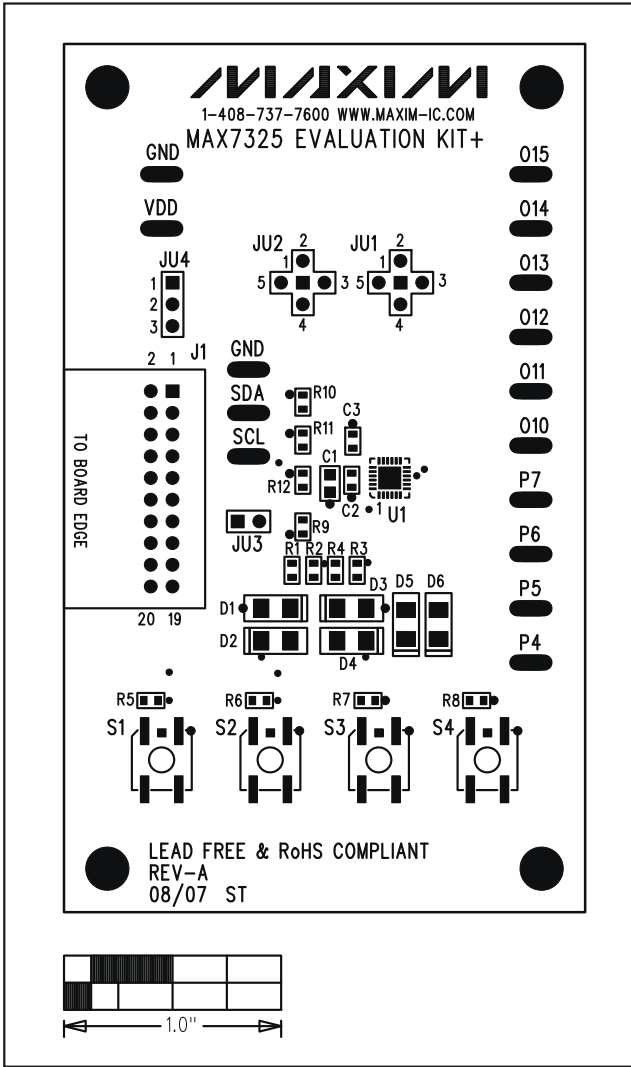 MAXIM
1-408-737-7600 WWW.MAXIM-IC.COM
MAX7325 EVALUATION KIT+
GND
O15
VDD
O14
JU4
1
2
3
JU2
2
1
5
3
4
JU1
2
1
5
3
4
O13
O12
J1
2 1
TO BOARD EDGE
20 19
GND
SDA
SCL
O11
O10
R10
R11
C3
R12
C1
C2
1
U1
P7
JU3
R9
P6
R1 R2 R4 R3
D1
D3
D5
D6
D2
D4
P5
P4
R5
R6
R7
R8
S1
S2
S3
S4
LEAD FREE & RoHS COMPLIANT
REV-A
08/07 ST
1.0"